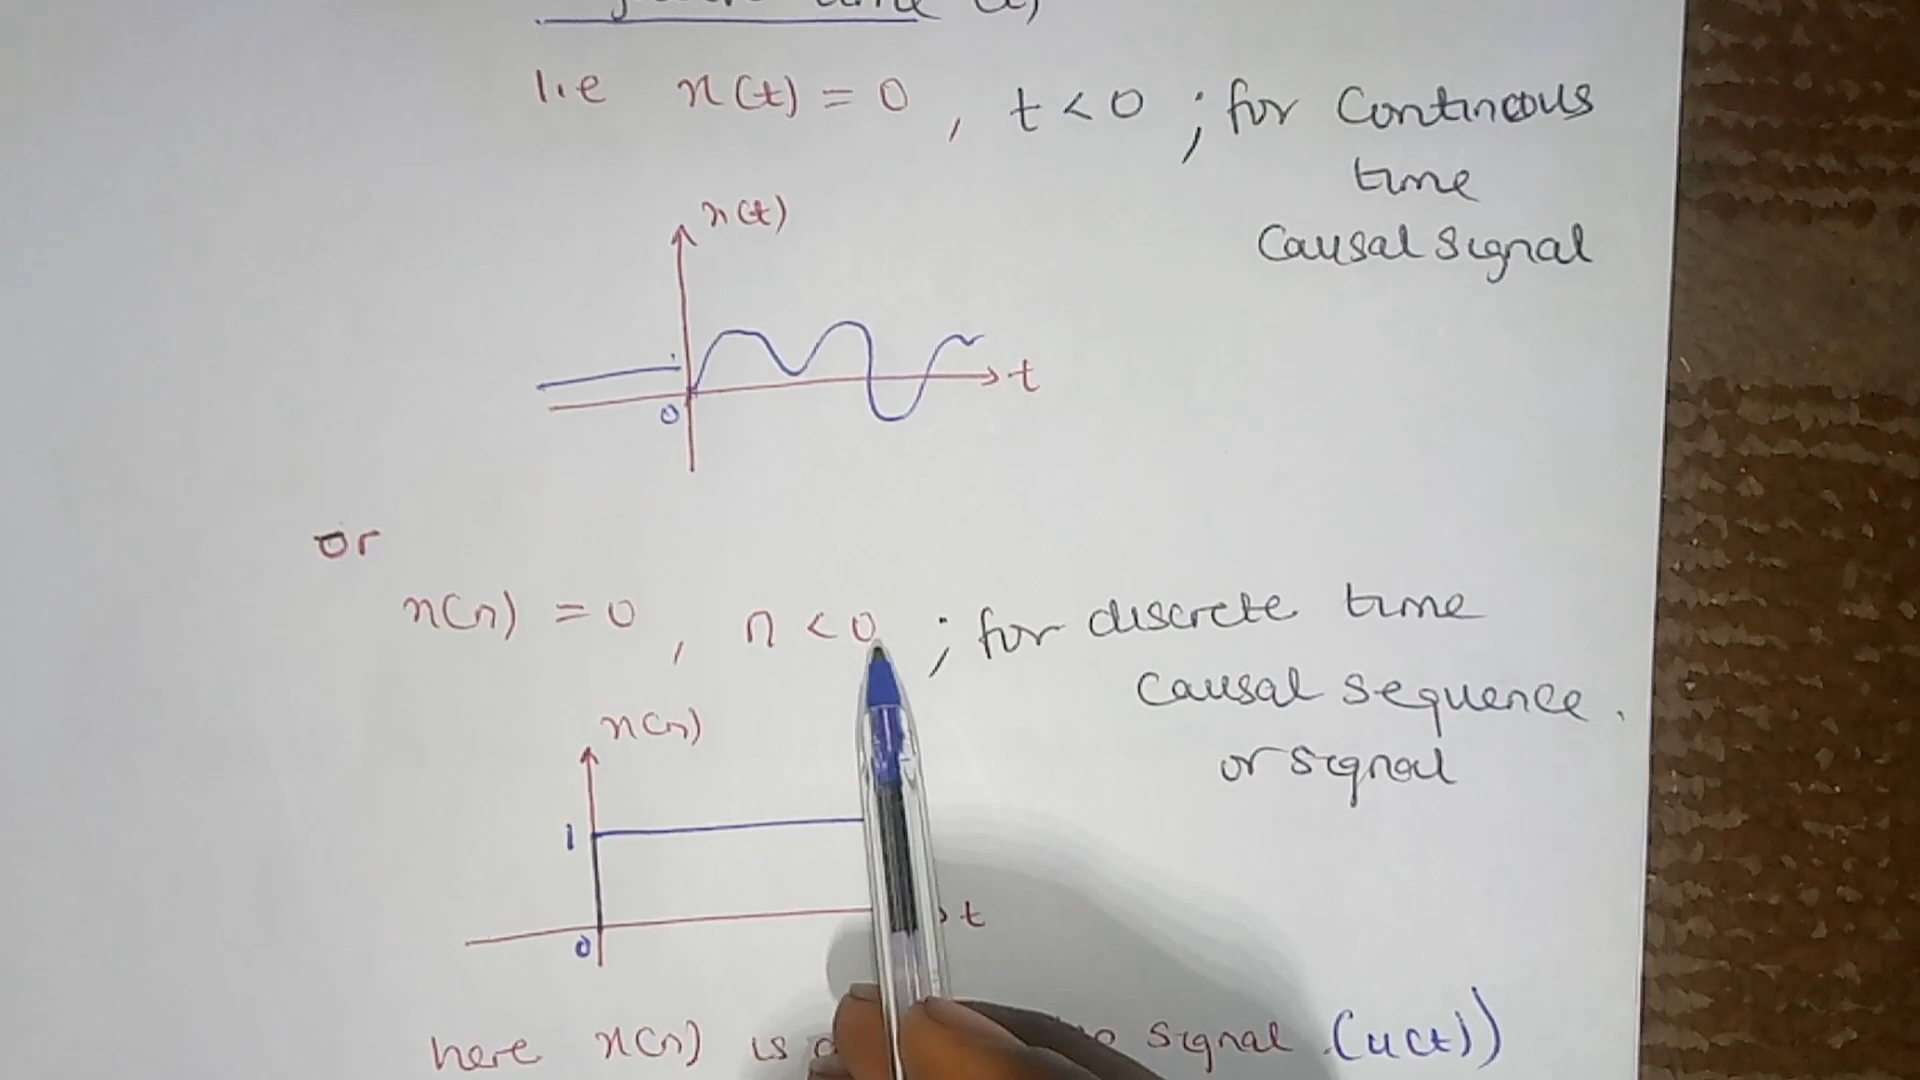 i.e x(t) = 0 , t < 0 ; for Continous
time
Causal Signal
x(t)
t
0
or
x(n) = 0 , n < 0 ; for discrete time
Causal sequence.
or signal
x(n)
1
t
0
here x(n) is signal (u(t))